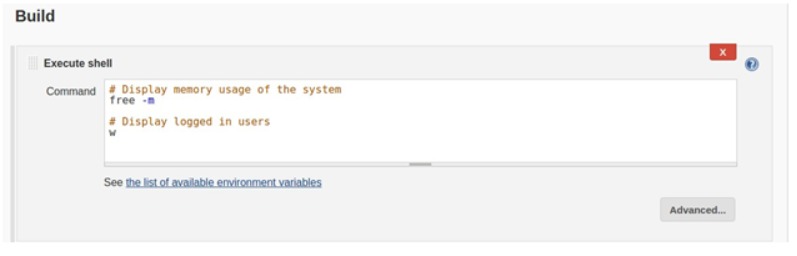 Build
X
Execute shell
Command
# Display memory usage of the system
free -m
# Display logged in users
w
See the list of available environment variables
Advanced...